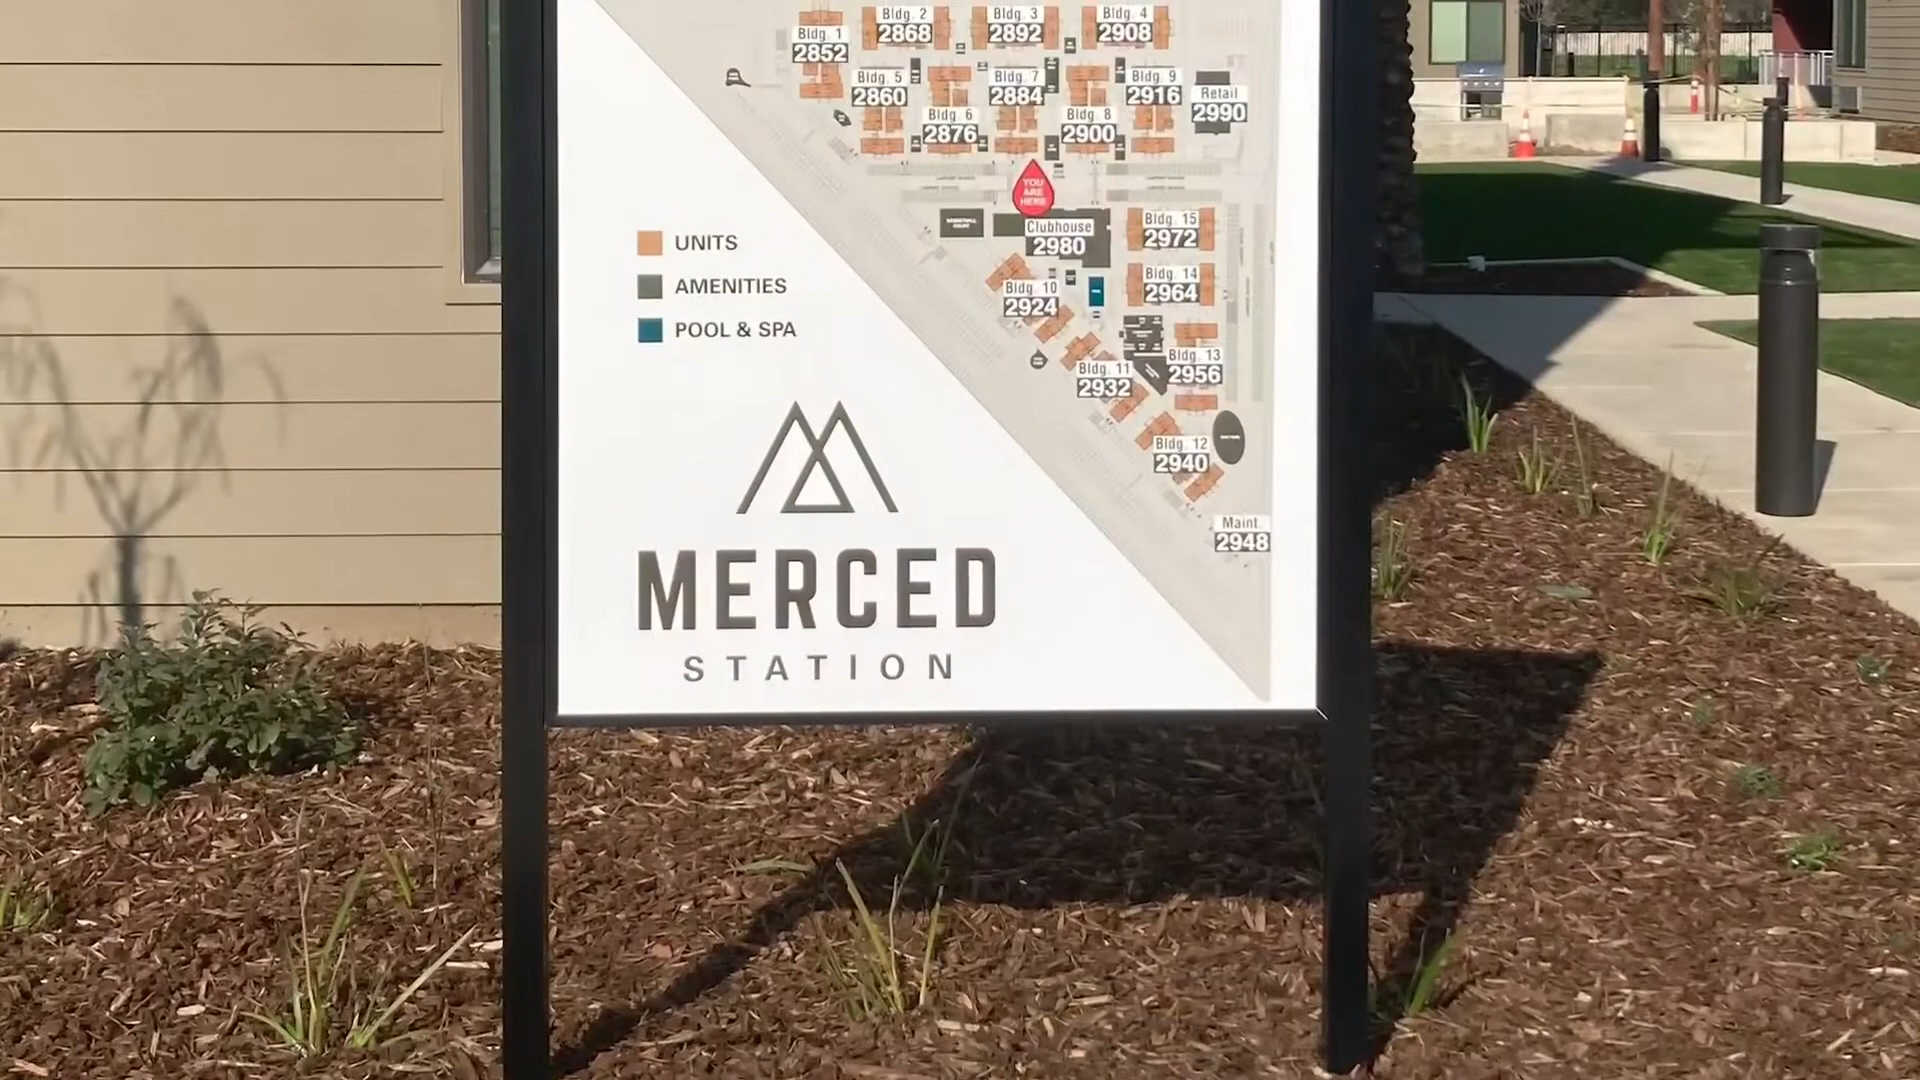 Bldg. 1
2852
Bldg. 2
2868
Bldg. 3
2892
Bldg. 4
2908
Bldg. 5
2860
Bldg. 7
2884
Bldg. 9
2916
Retail
2990
Bldg. 6
2876
Bldg. 8
2900
YOU
ARE
HERE
Clubhouse
2980
Bldg. 15
2972
Bldg. 10
2924
Bldg. 14
2964
Bldg. 11
2932
Bldg. 13
2956
Bldg. 12
2940
Maint.
2948
UNITS
AMENITIES
POOL & SPA
MERCED
STATION